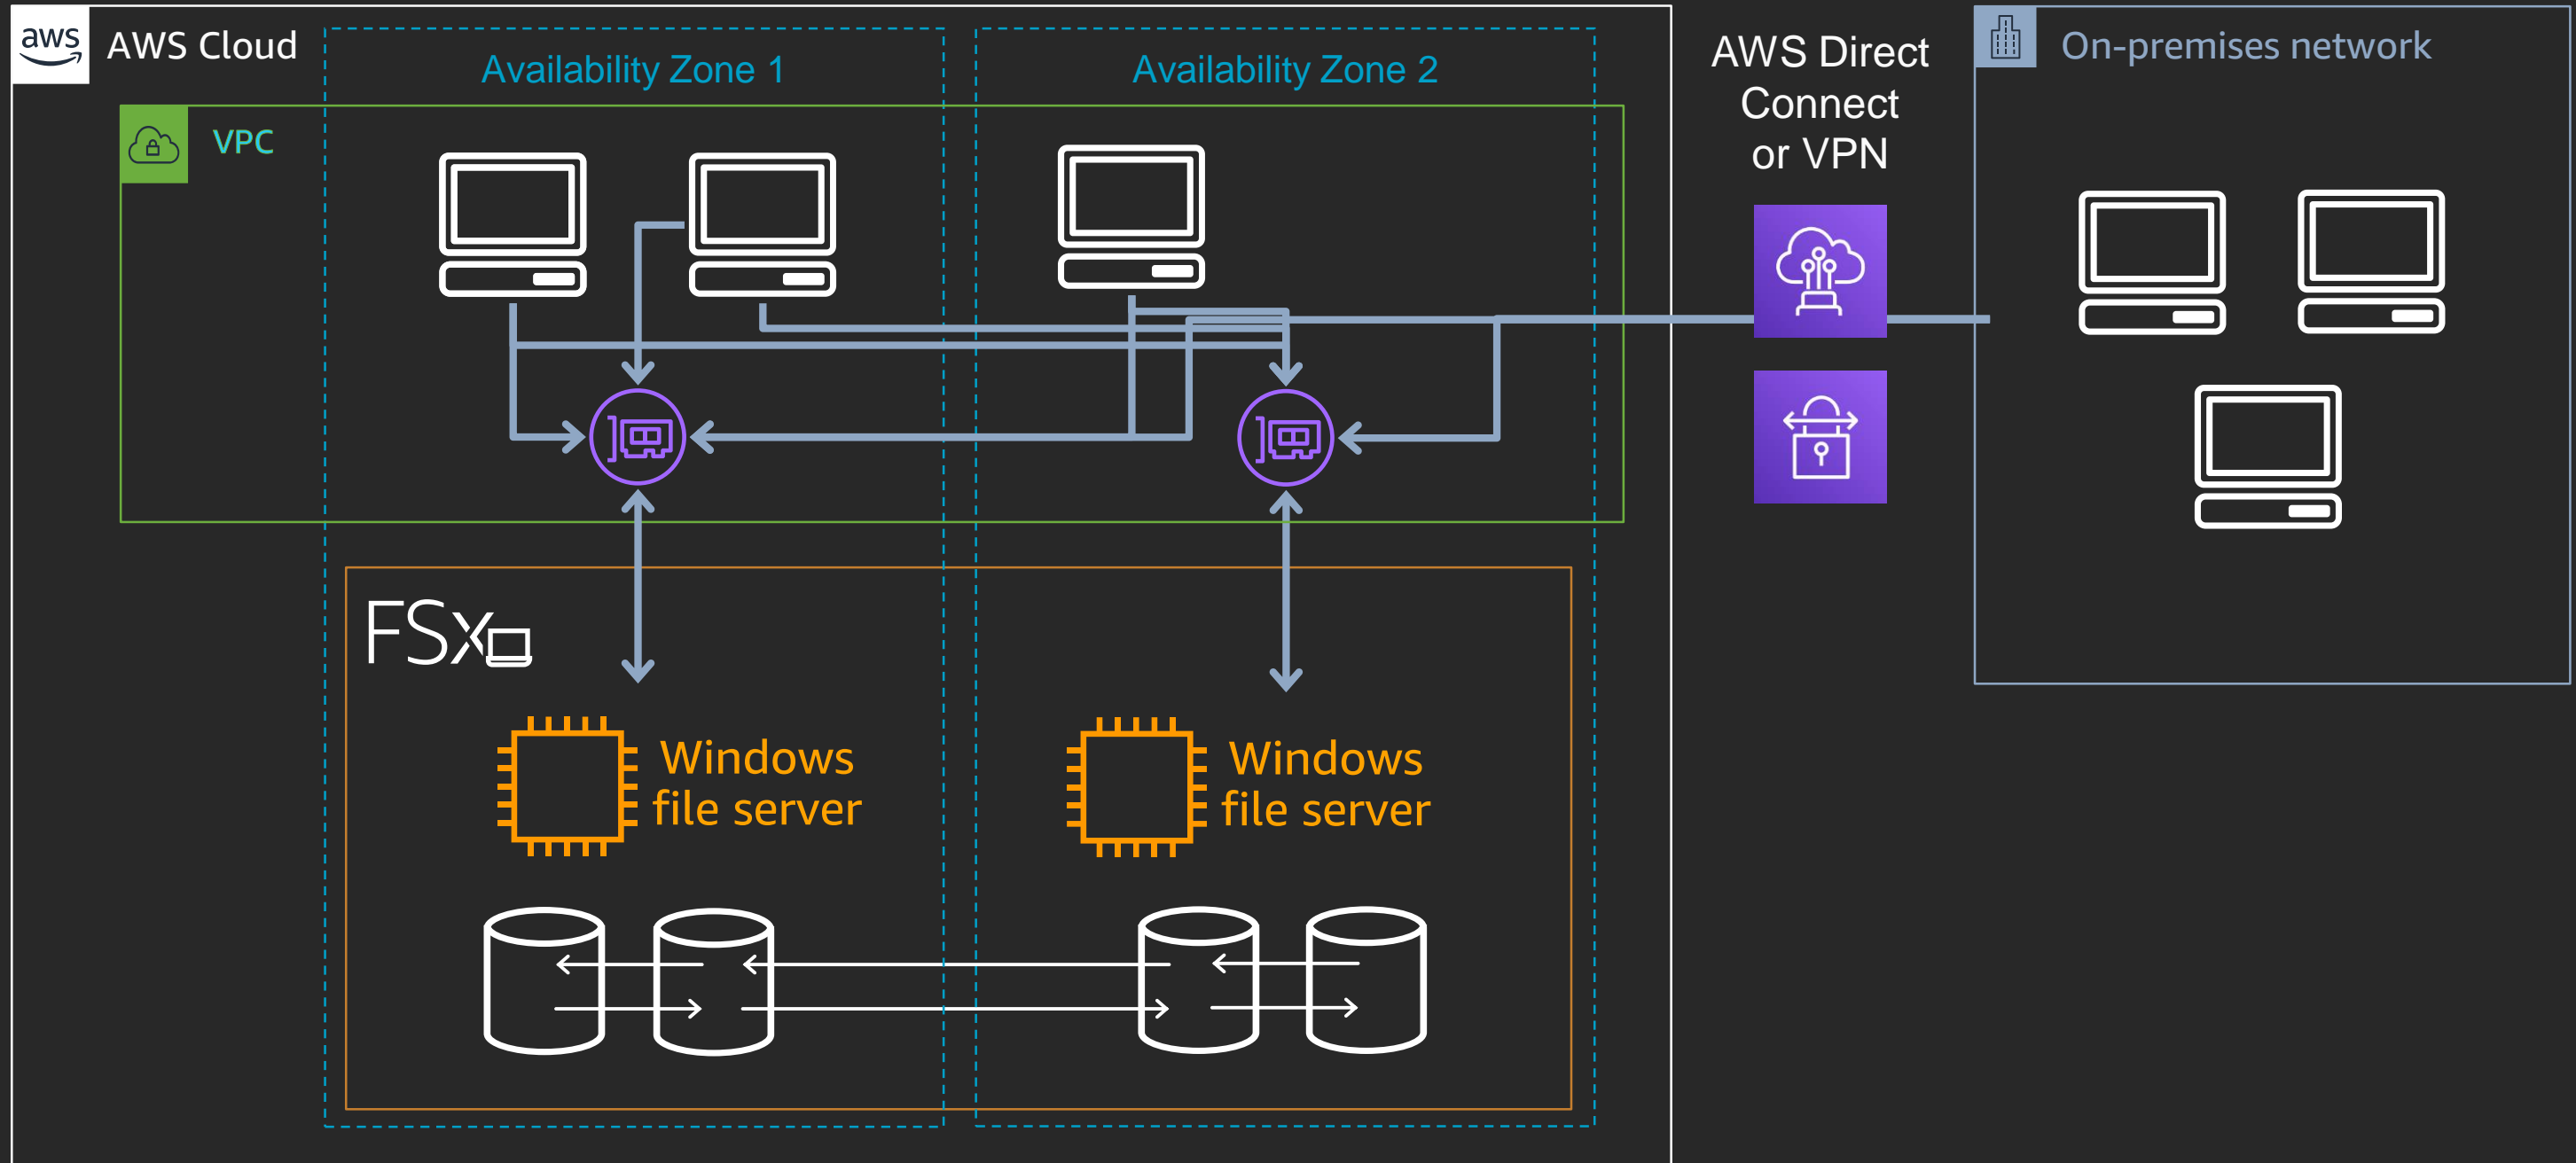 aws
AWS Cloud
Availability Zone 1
Availability Zone 2
AWS Direct
Connect
or VPN
On-premises network
VPC
FSx
Windows
file server
Windows
file server